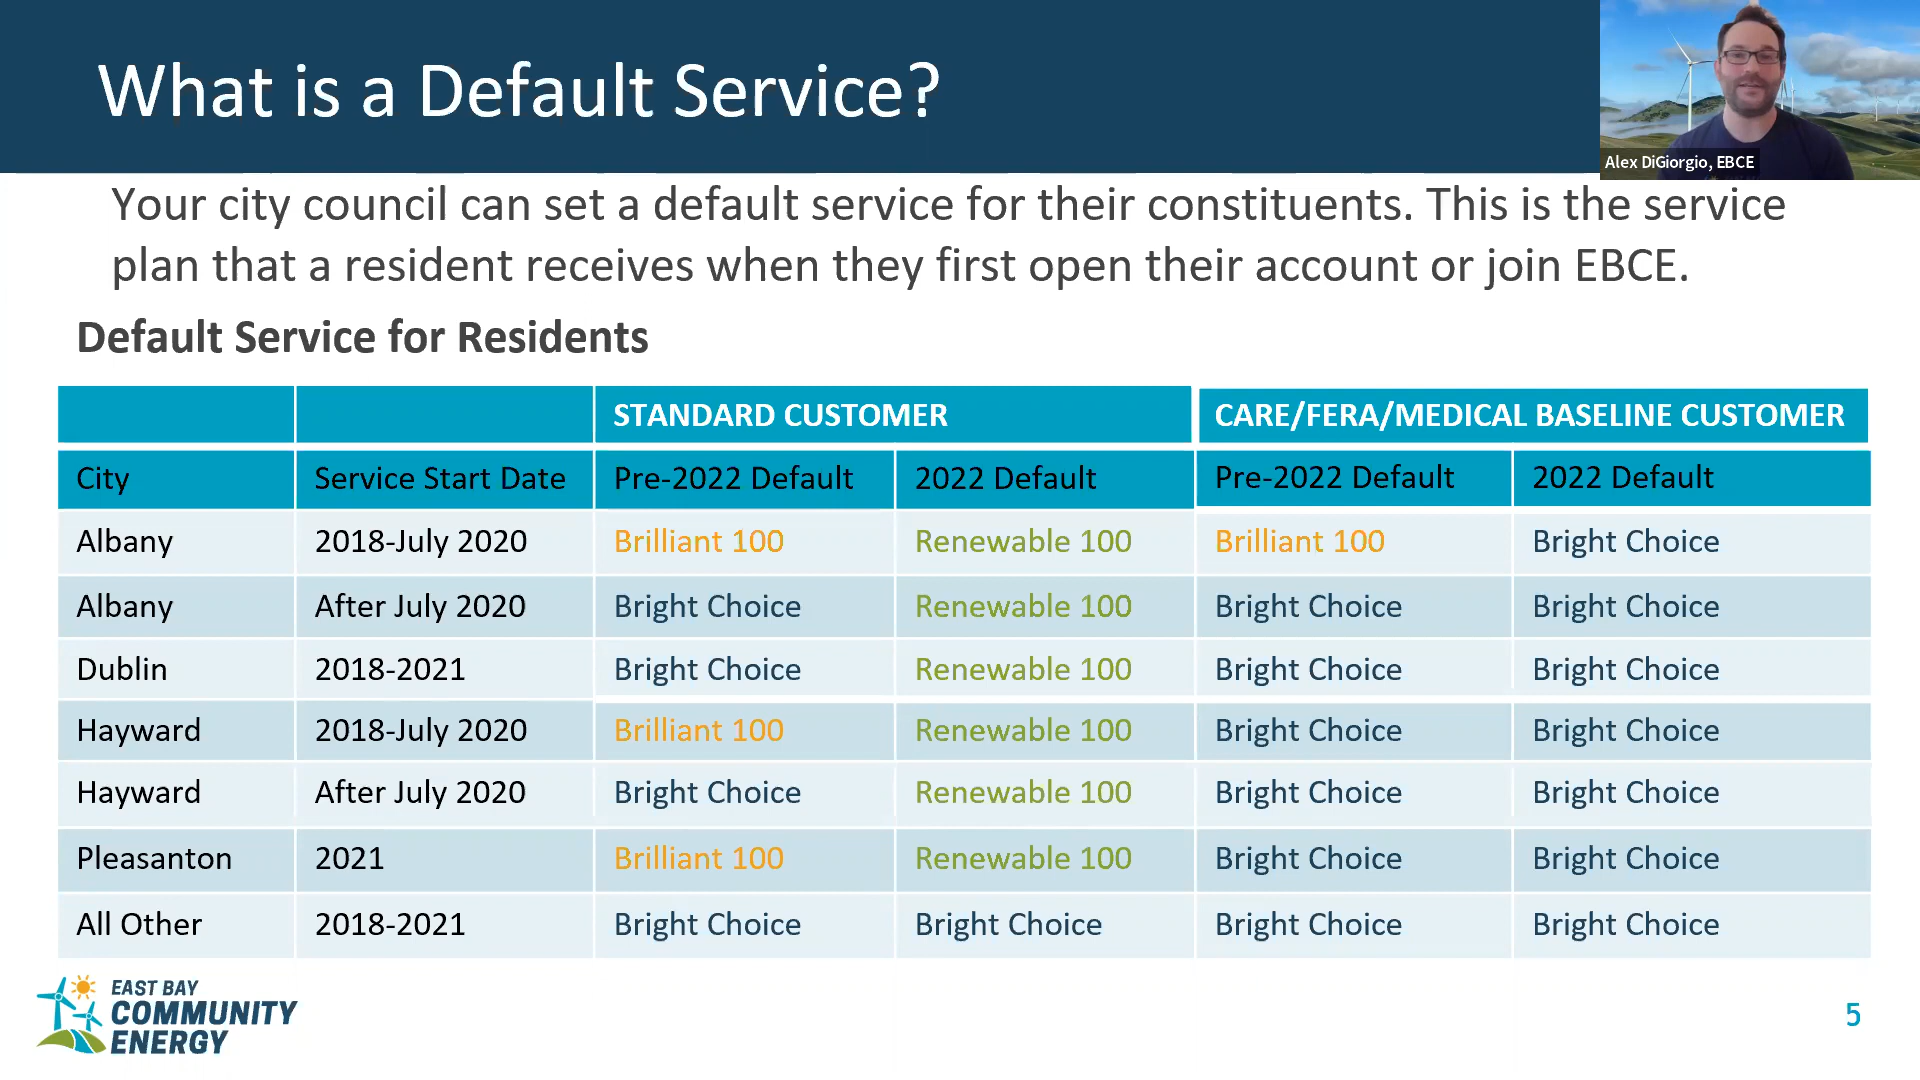 What is a Default Service?
Alex DiGiorgio, EBCE
Your city council can set a default service for their constituents. This is the service
plan that a resident receives when they first open their account or join EBCE.
Default Service for Residents
STANDARD CUSTOMER CARE/FERA/MEDICAL BASELINE CUSTOMER
City Service Start Date Pre-2022 Default 2022 Default Pre-2022 Default 2022 Default
Albany 2018-July 2020 Brilliant 100 Renewable 100 Brilliant 100 Bright Choice
Albany After July 2020 Bright Choice Renewable 100 Bright Choice Bright Choice
Dublin 2018-2021 Bright Choice Renewable 100 Bright Choice Bright Choice
Hayward 2018-July 2020 Brilliant 100 Renewable 100 Bright Choice Bright Choice
Hayward After July 2020 Bright Choice Renewable 100 Bright Choice Bright Choice
Pleasanton 2021 Brilliant 100 Renewable 100 Bright Choice Bright Choice
All Other 2018-2021 Bright Choice Bright Choice Bright Choice Bright Choice
EAST BAY
COMMUNITY
ENERGY
5